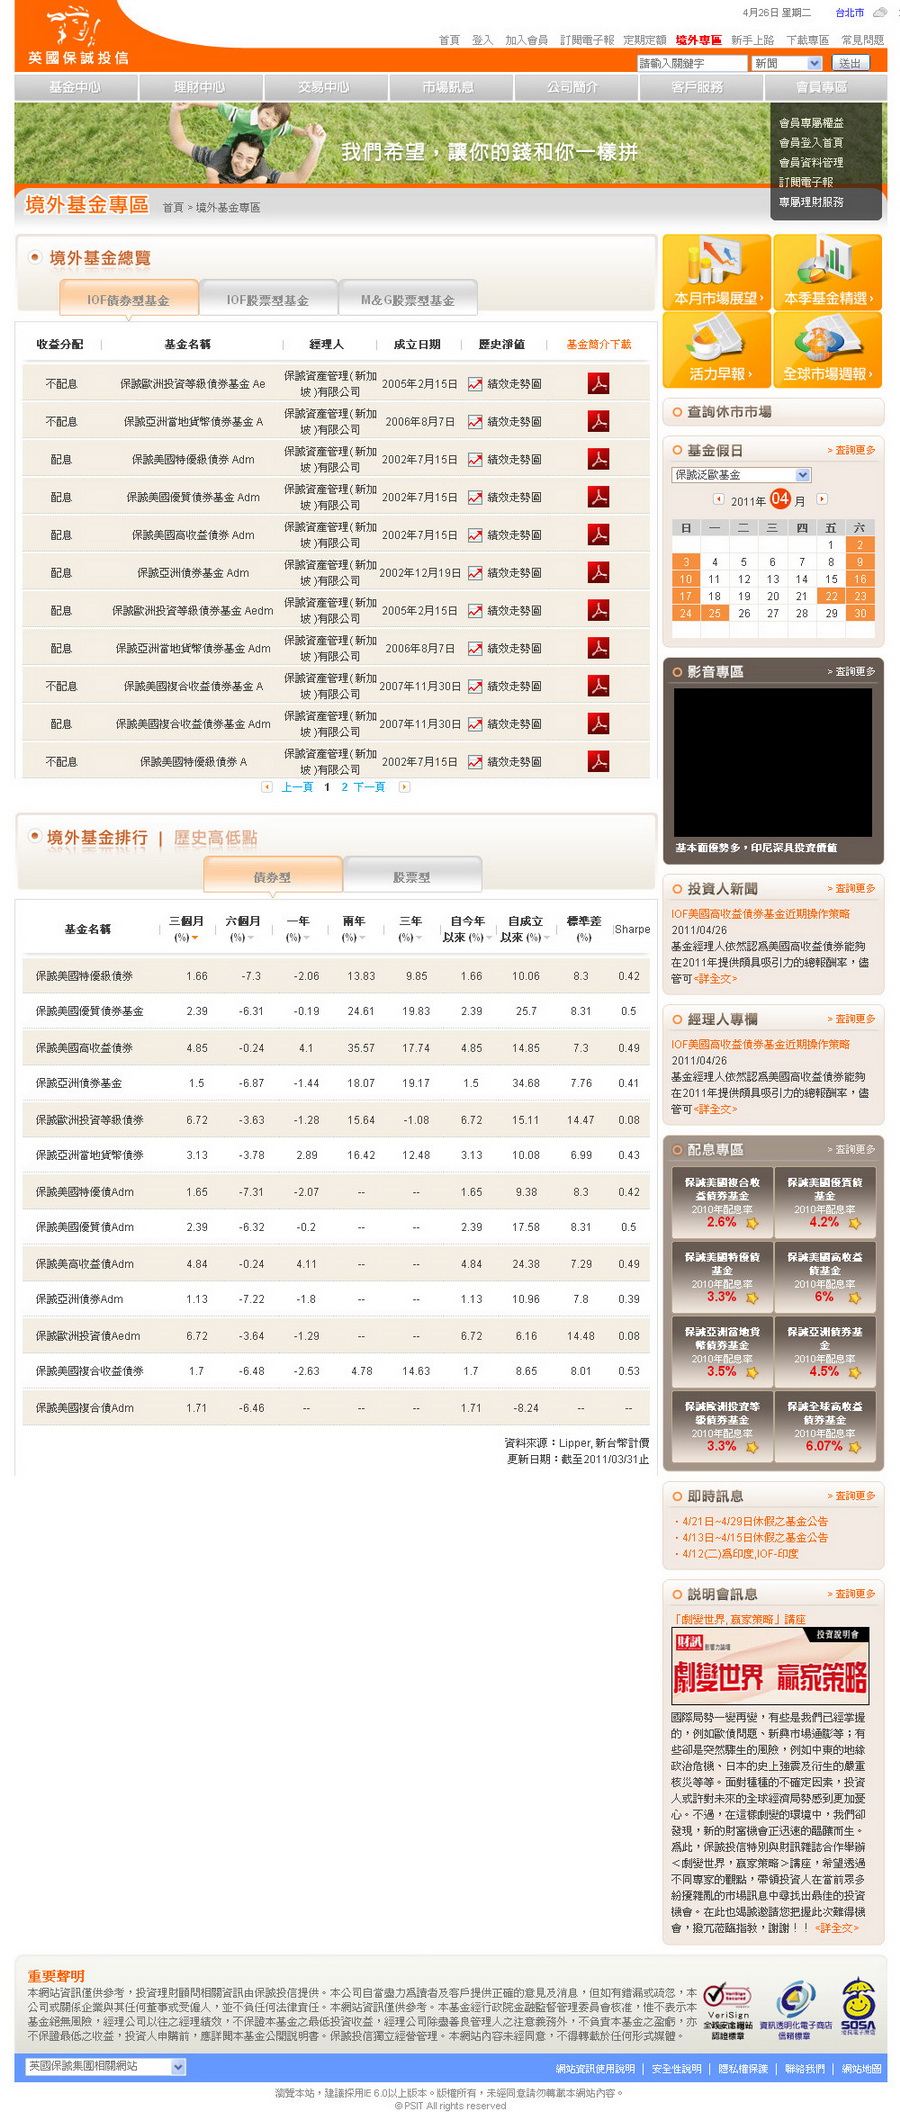 4月26日 星期二 台北市
首頁 登入 加入會員 訂閱電子報 定期定額 境外專區 新手上路 下載專區 常見問題
英國保誠投信
請輸入關鍵字 新聞 送出
基金中心 理財中心 交易中心 市場訊息 公司簡介 客戶服務 會員專區
會員專屬權益
會員登入首頁
會員資料管理
訂閱電子報
專屬理財服務
我們希望，讓你的錢和你一樣拼
境外基金專區 首頁 > 境外基金專區
境外基金總覽
IOF債券型基金 IOF股票型基金 M&G股票型基金
收益分配 基金名稱 經理人 成立日期 歷史淨值 基金簡介下載
不配息 保誠歐洲投資等級債券基金 Ae 保誠資產管理(新加坡)有限公司 2005年2月15日 績效走勢圖
不配息 保誠亞洲當地貨幣債券基金 A 保誠資產管理(新加坡)有限公司 2006年8月7日 績效走勢圖
配息 保誠美國特優級債券 Adm 保誠資產管理(新加坡)有限公司 2002年7月15日 績效走勢圖
配息 保誠美國優質債券基金 Adm 保誠資產管理(新加坡)有限公司 2002年7月15日 績效走勢圖
配息 保誠美國高收益債券 Adm 保誠資產管理(新加坡)有限公司 2002年7月15日 績效走勢圖
配息 保誠亞洲債券基金 Adm 保誠資產管理(新加坡)有限公司 2002年12月19日 績效走勢圖
配息 保誠歐洲投資等級債券基金 Aedm 保誠資產管理(新加坡)有限公司 2005年2月15日 績效走勢圖
配息 保誠亞洲當地貨幣債券基金 Adm 保誠資產管理(新加坡)有限公司 2006年8月7日 績效走勢圖
不配息 保誠美國複合收益債券基金 A 保誠資產管理(新加坡)有限公司 2007年11月30日 績效走勢圖
配息 保誠美國複合收益債券基金 Adm 保誠資產管理(新加坡)有限公司 2007年11月30日 績效走勢圖
不配息 保誠美國特優級債券 A 保誠資產管理(新加坡)有限公司 2002年7月15日 績效走勢圖
上一頁 1 2 下一頁
境外基金排行 | 歷史高低點
債券型 股票型
基金名稱 三個月(%) 六個月(%) 一年(%) 兩年(%) 三年(%) 自今年以來(%) 自成立以來(%) 標準差(%) Sharpe
保誠美國特優級債券 1.66 -7.3 -2.06 13.83 9.85 1.66 10.06 8.3 0.42
保誠美國優質債券基金 2.39 -6.31 -0.19 24.61 19.83 2.39 25.7 8.31 0.5
保誠美國高收益債券 4.85 -0.24 4.1 35.57 17.74 4.85 14.85 7.3 0.49
保誠亞洲債券基金 1.5 -6.87 -1.44 18.07 19.17 1.5 34.68 7.76 0.41
保誠歐洲投資等級債券 6.72 -3.63 -1.28 15.64 -1.08 6.72 15.11 14.47 0.08
保誠亞洲當地貨幣債券 3.13 -3.78 2.89 16.42 12.48 3.13 10.08 6.99 0.43
保誠美國特優債Adm 1.65 -7.31 -2.07 -- -- 1.65 9.38 8.3 0.42
保誠美國優質債Adm 2.39 -6.32 -0.2 -- -- 2.39 17.58 8.31 0.5
保誠美高收益債Adm 4.84 -0.24 4.11 -- -- 4.84 24.38 7.29 0.49
保誠亞洲債券Adm 1.13 -7.22 -1.8 -- -- 1.13 10.96 7.8 0.39
保誠歐洲投資債Aedm 6.72 -3.64 -1.29 -- -- 6.72 6.16 14.48 0.08
保誠美國複合收益債券 1.7 -6.48 -2.63 4.78 14.63 1.7 8.65 8.01 0.53
保誠美國複合債Adm 1.71 -6.46 -- -- -- 1.71 -8.24 -- --
資料來源：Lipper, 新台幣計價
更新日期：截至2011/03/31止
本月市場展望› 本季基金精選›
活力早報› 全球市場週報›
查詢休市市場
基金假日 > 查詢更多
保誠泛歐基金
2011年 04 月
日 一 二 三 四 五 六
1 2
3 4 5 6 7 8 9
10 11 12 13 14 15 16
17 18 19 20 21 22 23
24 25 26 27 28 29 30
影音專區 > 查詢更多
基本面優勢多，印尼深具投資價值
投資人新聞 > 查詢更多
IOF美國高收益債券基金近期操作策略
2011/04/26
基金經理人依然認為美國高收益債券能夠
在2011年提供頗具吸引力的總報酬率，儘
管可<詳全文>
經理人專欄 > 查詢更多
IOF美國高收益債券基金近期操作策略
2011/04/26
基金經理人依然認為美國高收益債券能夠
在2011年提供頗具吸引力的總報酬率，儘
管可<詳全文>
配息專區 > 查詢更多
保誠美國複合收益債券基金 2010年配息率 2.6%
保誠美國優質債基金 2010年配息率 4.2%
保誠美國特優債基金 2010年配息率 3.3%
保誠美國高收益債基金 2010年配息率 6%
保誠亞洲當地貨幣債券基金 2010年配息率 3.5%
保誠亞洲債券基金 2010年配息率 4.5%
保誠歐洲投資等級債券基金 2010年配息率 3.3%
保誠全球高收益債券基金 2010年配息率 6.07%
即時訊息 > 查詢更多
·4/21日~4/29日休假之基金公告
·4/13日~4/15日休假之基金公告
·4/12(二)為印度,IOF-印度
說明會訊息 > 查詢更多
「劇變世界, 贏家策略」講座
財訊 影響力論壇 投資說明會
劇變世界 贏家策略
國際局勢一變再變，有些是我們已經掌握
的，例如歐債問題、新興市場通膨等；有
些卻是突然驟生的風險，例如中東的地緣
政治危機、日本的史上強震及衍生的嚴重
核災等等。面對種種的不確定因素，投資
人或許對未來的全球經濟局勢感到更加憂
心。不過，在這樣劇變的環境中，我們卻
發現，新的財富機會正迅速的醞釀而生。
為此，保誠投信特別與財訊雜誌合作舉辦
＜劇變世界，贏家策略＞講座，希望透過
不同專家的觀點，帶領投資人在當前眾多
紛擾雜亂的市場訊息中尋找出最佳的投資
機會。在此也竭誠邀請您把握此次難得機
會，撥冗蒞臨指教，謝謝！！ <詳全文>
重要聲明
本網站資訊僅供參考，投資理財顧問相關資訊由保誠投信提供。本公司自當盡力為讀者及客戶提供正確的意見及消息，但如有錯漏或疏忽，本
公司或關係企業與其任何董事或受僱人，並不負任何法律責任。本網站資訊僅供參考。本基金經行政院金融監督管理委員會核准，惟不表示本
基金絕無風險，經理公司以往之經理績效，不保證本基金之最低投資收益，經理公司除盡善良管理人之注意義務外，不負責本基金之盈虧，亦
不保證最低之收益，投資人申購前，應詳閱本基金公開說明書。保誠投信獨立經營管理。本網站內容未經同意，不得轉載於任何形式媒體。
VeriSign 全球安全網站認證標章 資訊透明化電子商店信賴標章 SOSA
英國保誠集團相關網站
網站資訊使用說明 | 安全性說明 | 隱私權保護 | 聯絡我們 | 網站地圖
瀏覽本站，建議採用IE 6.0以上版本。版權所有，未經同意請勿轉載本網站內容。
©PSIT All rights reserved